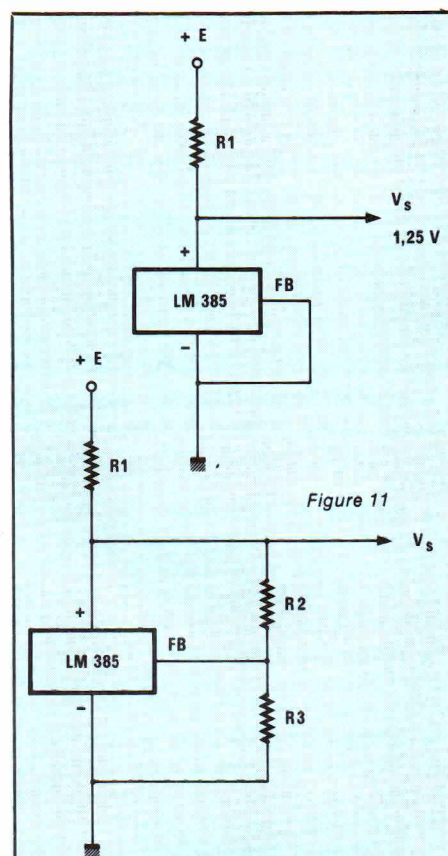 + E
R1
Vs
1,25 V
+
LM 385
FB
-
+ E
R1
Figure 11
Vs
R2
+
LM 385
FB
R3
-